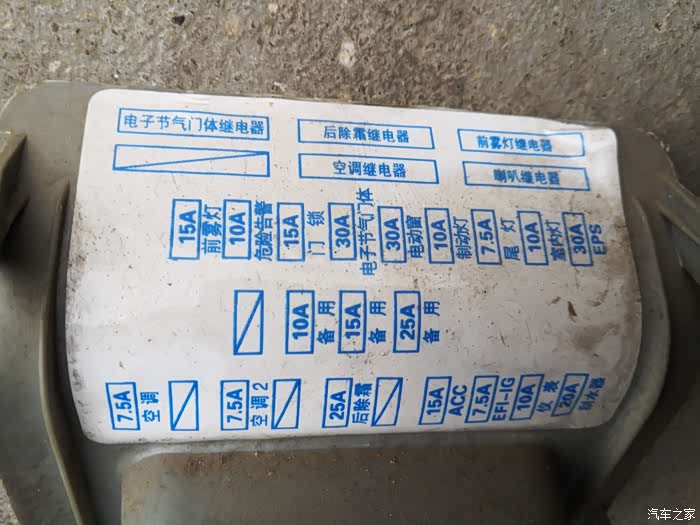 电子节气门体继电器
后除霜继电器
前雾灯继电器
空调继电器
喇叭继电器
15A
前雾灯
10A
危险告警
15A
门锁
30A
电子节气门体
30A
电动窗
10A
制动灯
7.5A
尾灯
10A
室内灯
30A
EPS
10A
备用
15A
备用
25A
备用
7.5A
空调
7.5A
空调2
25A
后除霜
15A
ACC
7.5A
EFI-IG
10A
仪表
20A
刮水器
汽车之家